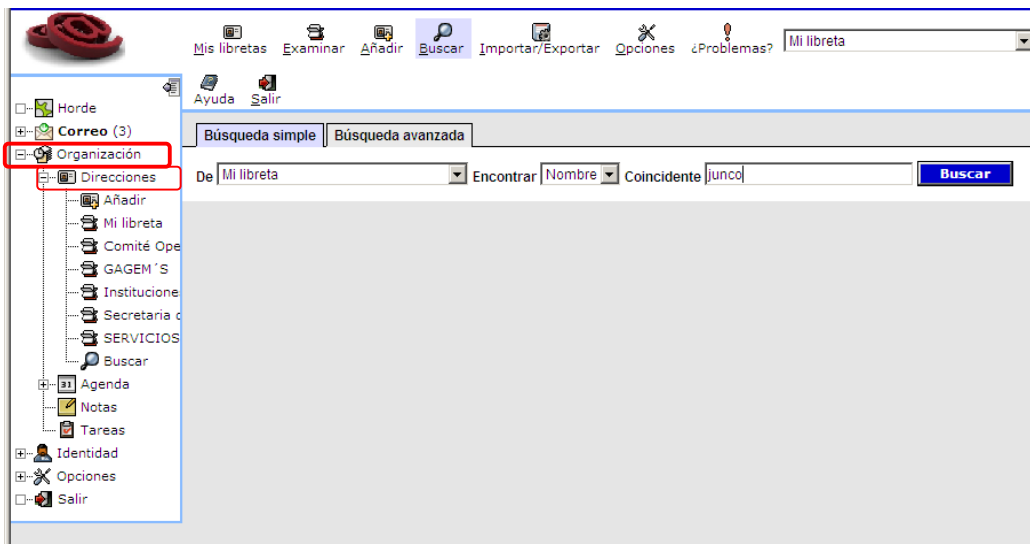 Mis libretas Examinar Añadir Buscar Importar/Exportar Opciones ¿Problemas? Mi libreta
Ayuda Salir
Horde
Correo (3)
Organización
Direcciones
Añadir
Mi libreta
Comité Ope
GAGEM´S
Institucione
Secretaria
SERVICIOS
Buscar
31 Agenda
Notas
Tareas
Identidad
Opciones
Salir
Búsqueda simple Búsqueda avanzada
De Mi libreta Encontrar Nombre Coincidente junco Buscar